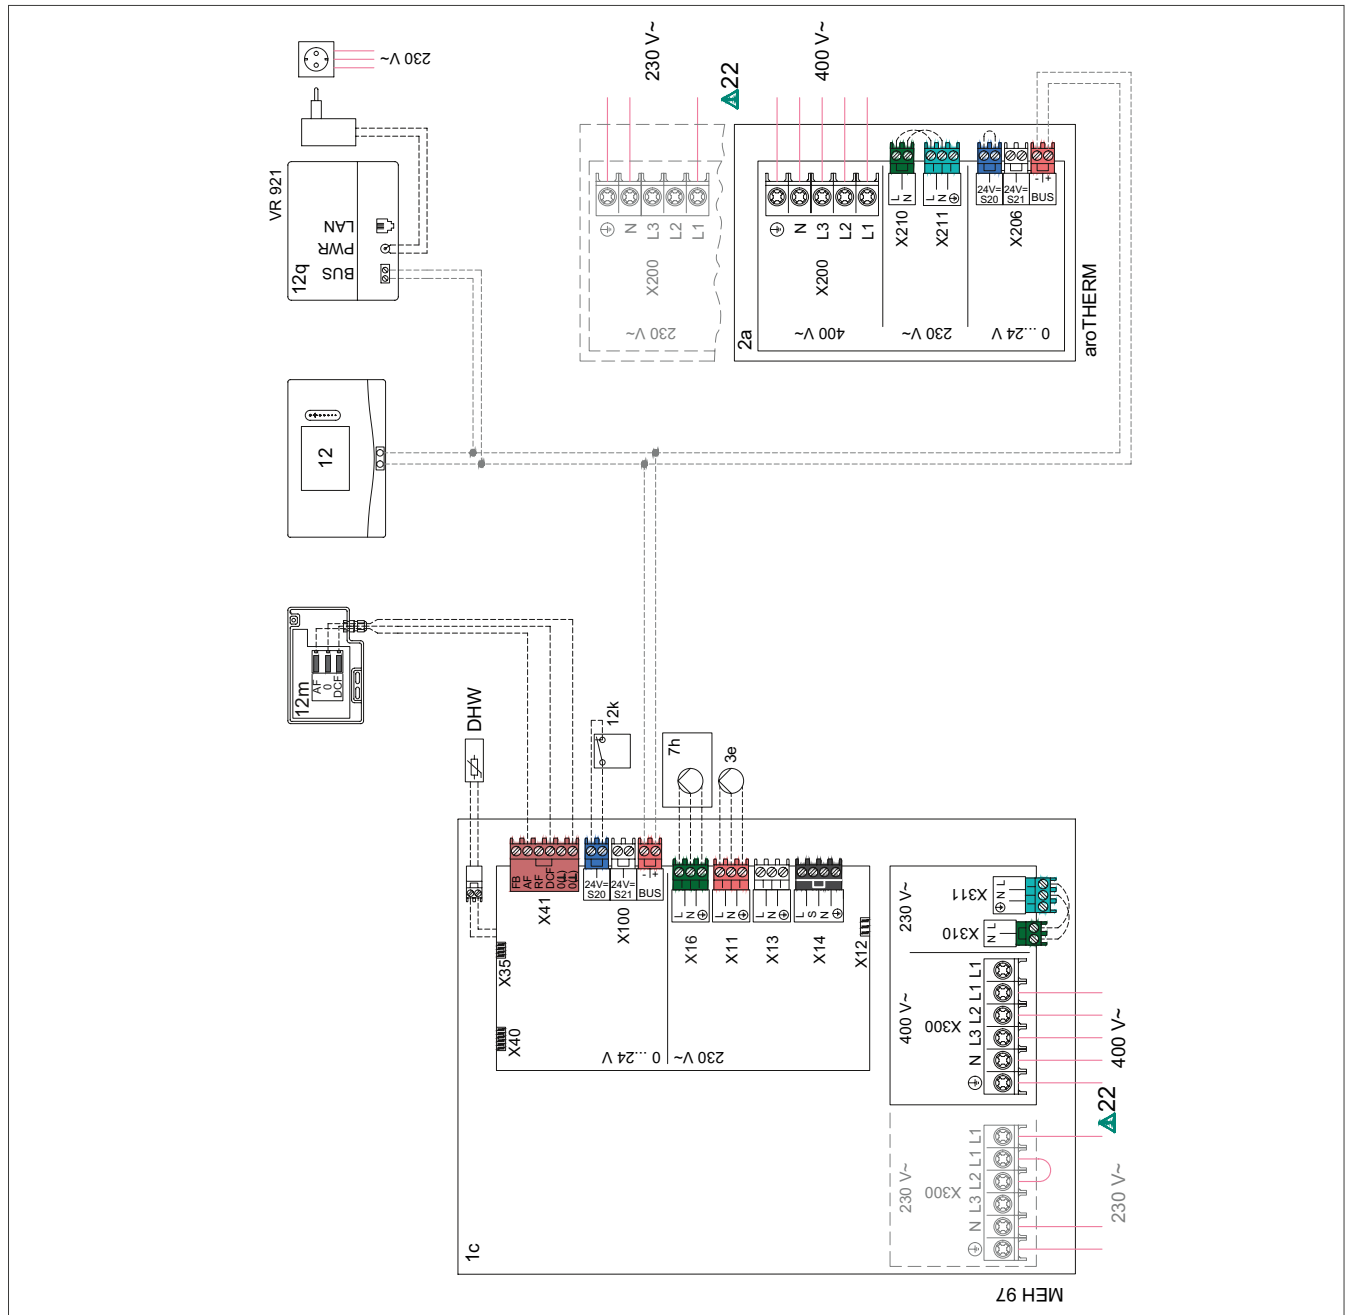 230 V~
VR 921
LAN
PWR
BUS
12q
12
AF
0
DCF
12m
DHW
12k
7h
3e
230 V~
22
400 V~
N
L3
L2
L1
X200
230 V~
2a
N
L3
L2
L1
X200
400 V~
L
N
X210
L
N
X211
230 V~
24V=
S20
24V=
S21
- +
BUS
X206
0 ... 24 V
aroTHERM
FB
AF
RF
DCF
0(L)
0(L)
X41
24V=
S20
24V=
S21
- +
BUS
X100
X35
X40
0 ... 24 V
230 V~
L
N
X16
L
N
X11
L
N
X13
L
S
N
X14
X12
230 V~
N L
X311
N L
X310
400 V~
X300
L1
L1
L2
L3
N
400 V~
22
230 V~
X300
L1
L1
L2
L3
N
230 V~
1c
MEH 97